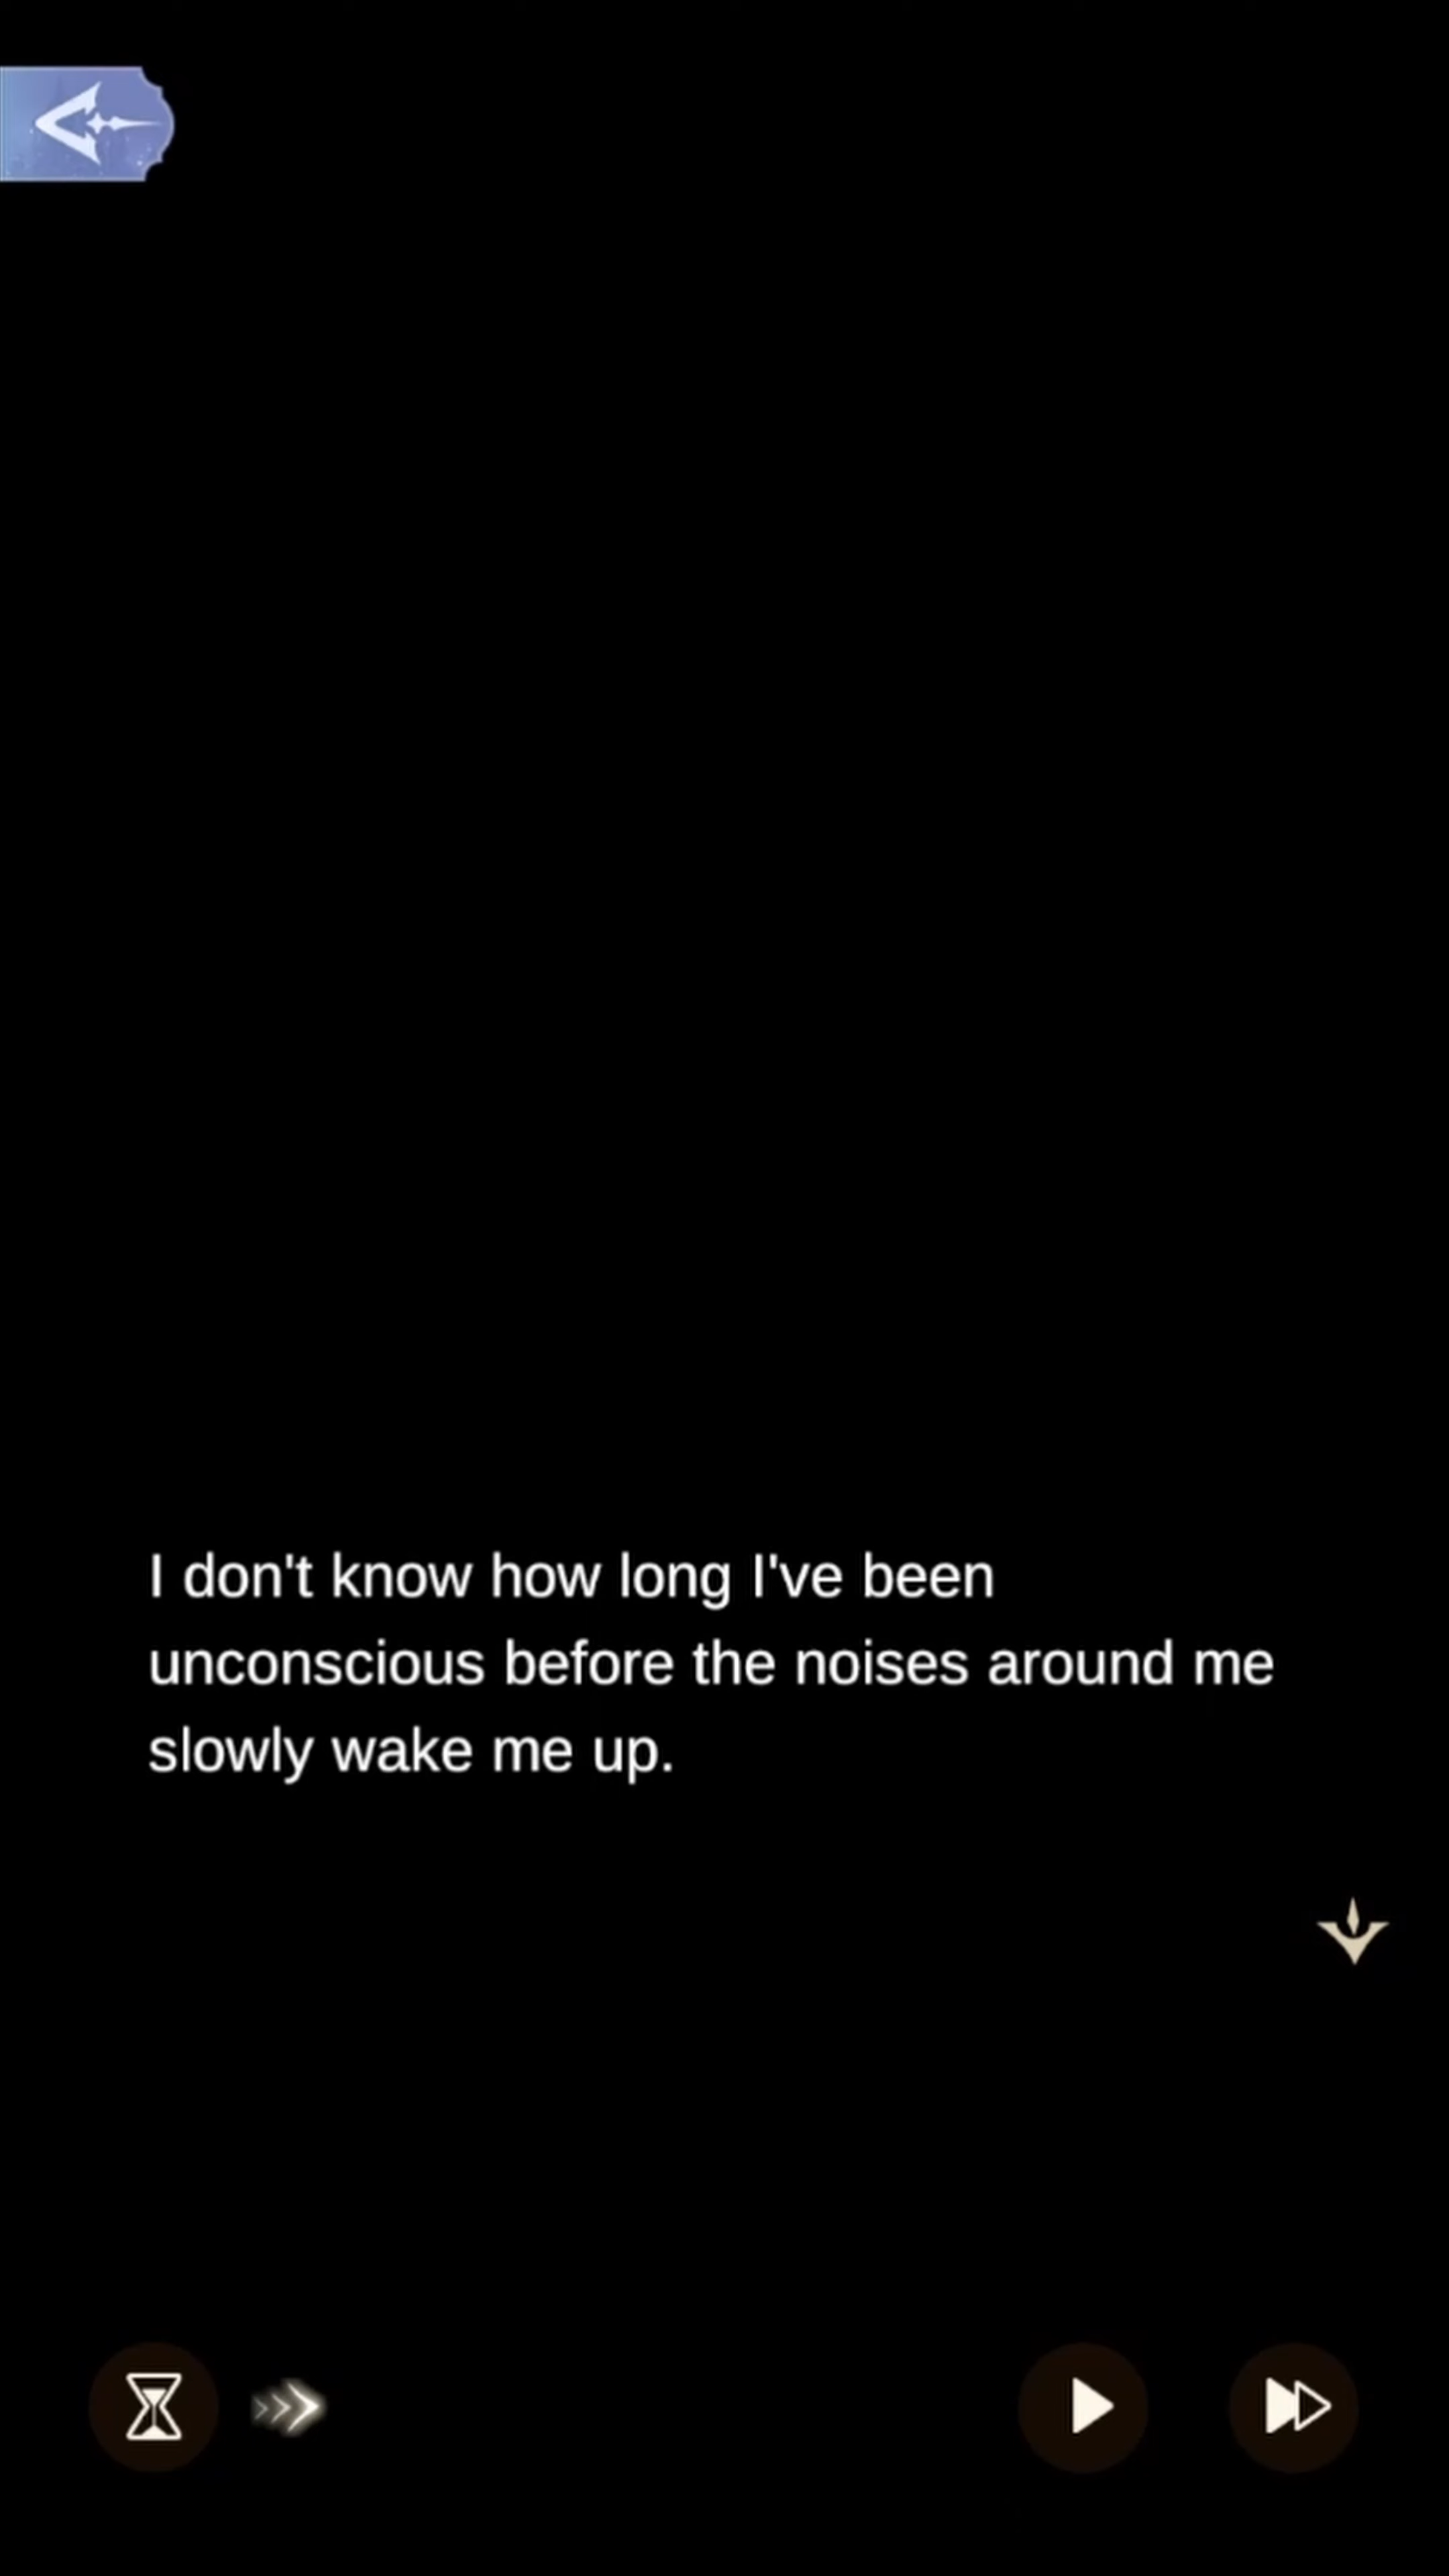 I don't know how long I've been
unconscious before the noises around me
slowly wake me up.